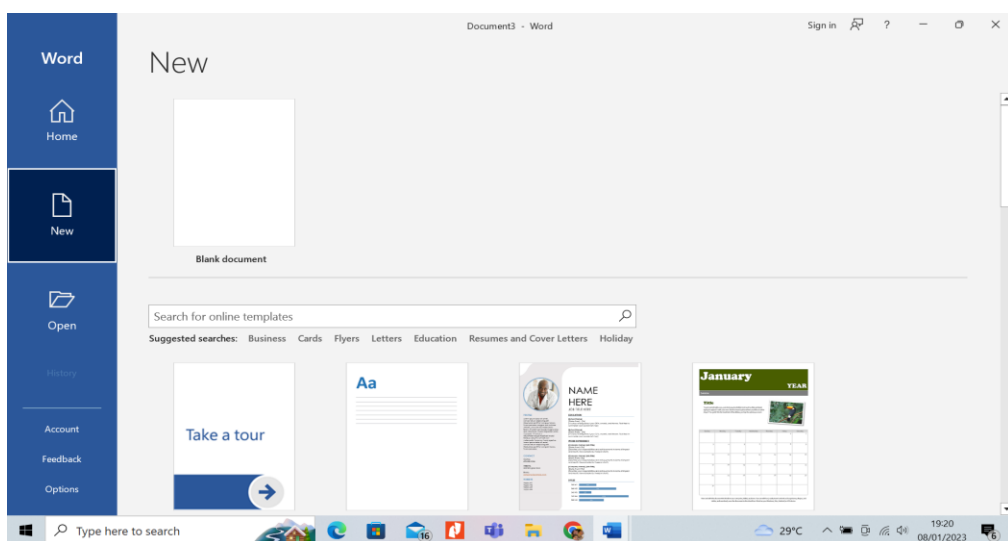 Document3 - Word
Sign in
?
Word
New
Home
New
Blank document
Open
Search for online templates
Suggested searches: Business Cards Flyers Letters Education Resumes and Cover Letters Holiday
History
Account
Feedback
Options
Take a tour
Aa
NAME
HERE
January
YEAR
Type here to search
16
29°C
19:20
08/01/2023
6